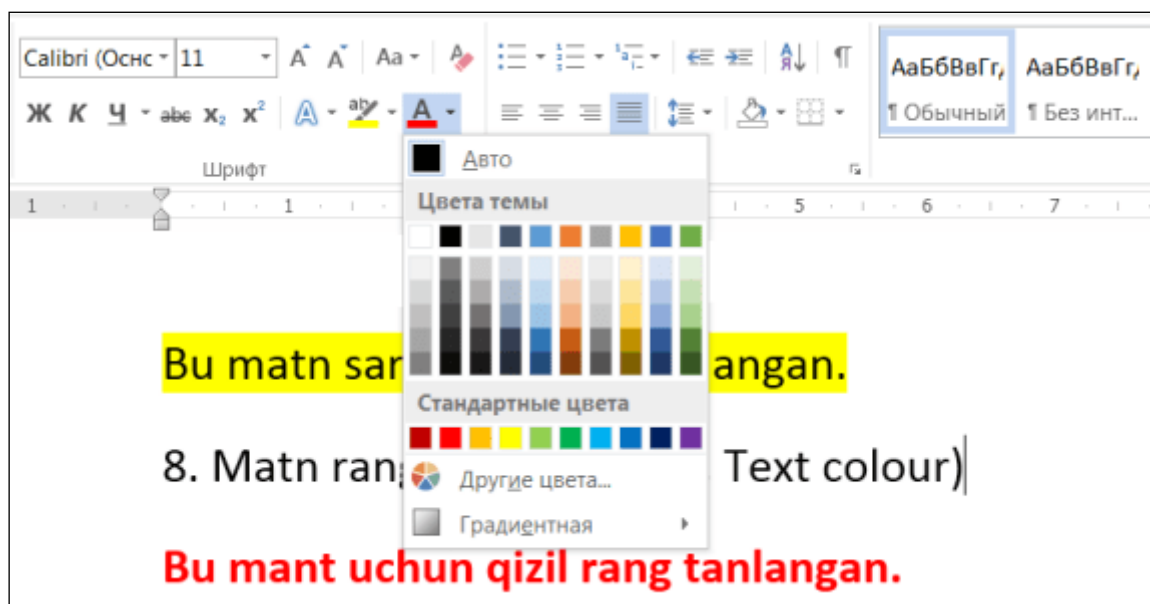 Calibri (Оснс 11 Aa
Ж К Ч abc X₂ X² A ab A
АаБбВвГг, АаБбВвГг,
¶ Обычный ¶ Без инт...
Шрифт
Авто
Цвета темы
1 1 5 6 7
Bu matn sar angan.
Стандартные цвета
8. Matn rang Text colour)
Другие цвета...
Градиентная
Bu mant uchun qizil rang tanlangan.